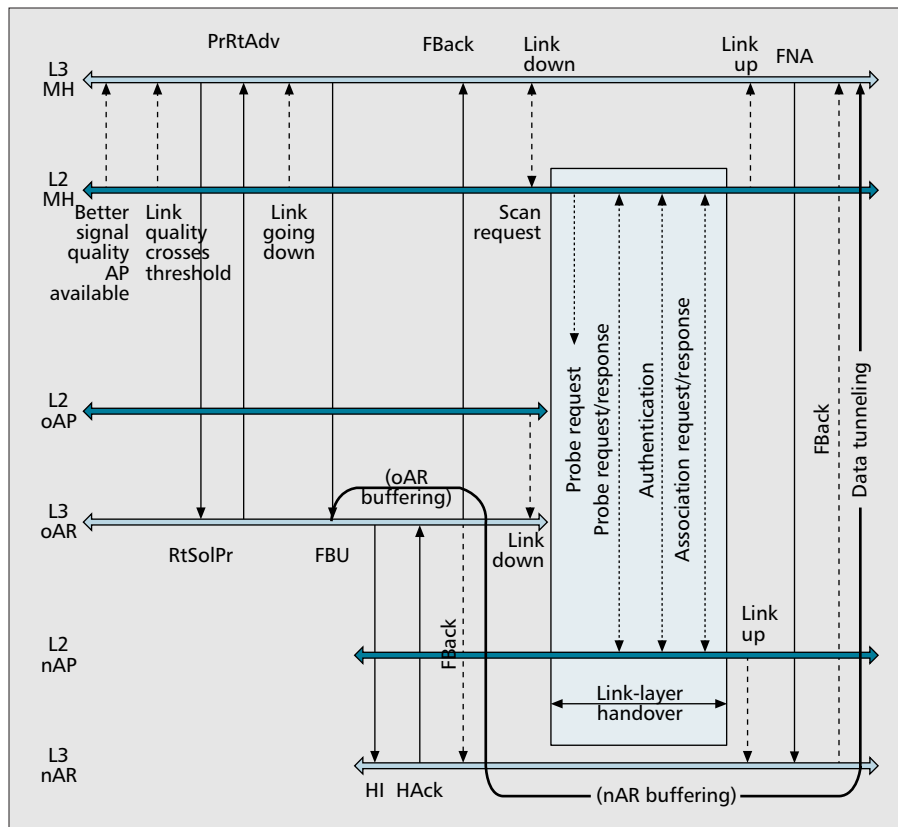 PrRtAdv
FBack
Link
down
Link
up
FNA
L3
MH
L2
MH
Better
signal
quality
AP
available
Link
quality
crosses
threshold
Link
going
down
Scan
request
Probe request
Probe request/response
Authentication
Association request/response
FBack
Data tunneling
L2
oAP
(oAR
buffering)
L3
oAR
RtSolPr
FBU
Link
down
FBack
Link
up
L2
nAP
Link-layer
handover
L3
nAR
HI
HAck
(nAR buffering)